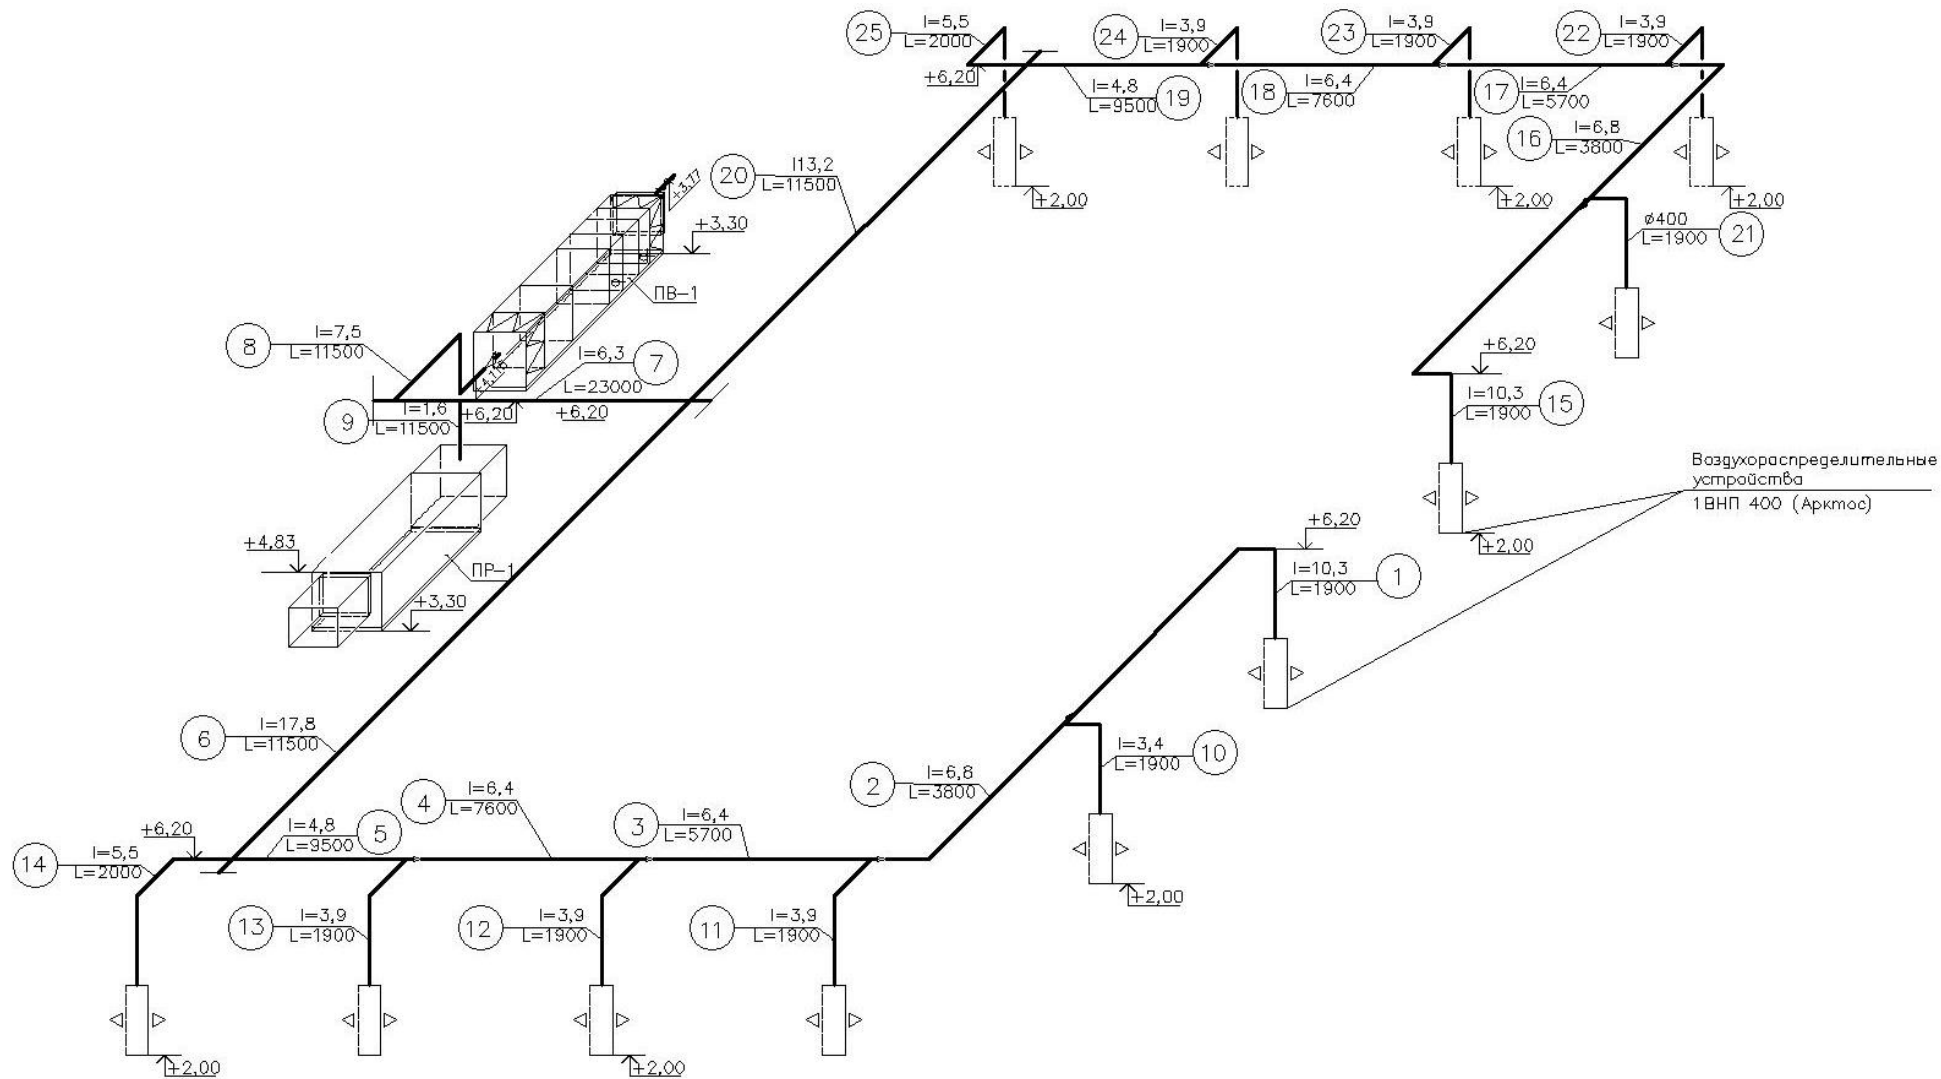 25
l=5,5
L=2000
24
l=3,9
L=1900
23
l=3,9
L=1900
22
l=3,9
L=1900
+6,20
l=4,8
L=9500
19
18
l=6,4
L=7600
17
l=6,4
L=5700
16
l=6,8
L=3800
+2,00
+2,00
+2,00
20
l13,2
L=11500
+3,77
+3,30
ПВ-1
ø400
L=1900
21
8
l=7,5
L=11500
l=6,3
7
L=23000
9
l=1,6
L=11500
+6,20
+6,20
+6,20
l=10,3
L=1900
15
Воздухораспределительные
устройства
1ВНП 400 (Арктос)
+2,00
+4,83
ПР-1
+3,30
+6,20
l=10,3
L=1900
1
6
l=17,8
L=11500
l=3,4
L=1900
10
2
l=6,8
L=3800
4
l=6,4
L=7600
3
l=6,4
L=5700
+6,20
l=4,8
L=9500
5
14
l=5,5
L=2000
+2,00
13
l=3,9
L=1900
12
l=3,9
L=1900
11
l=3,9
L=1900
+2,00
+2,00